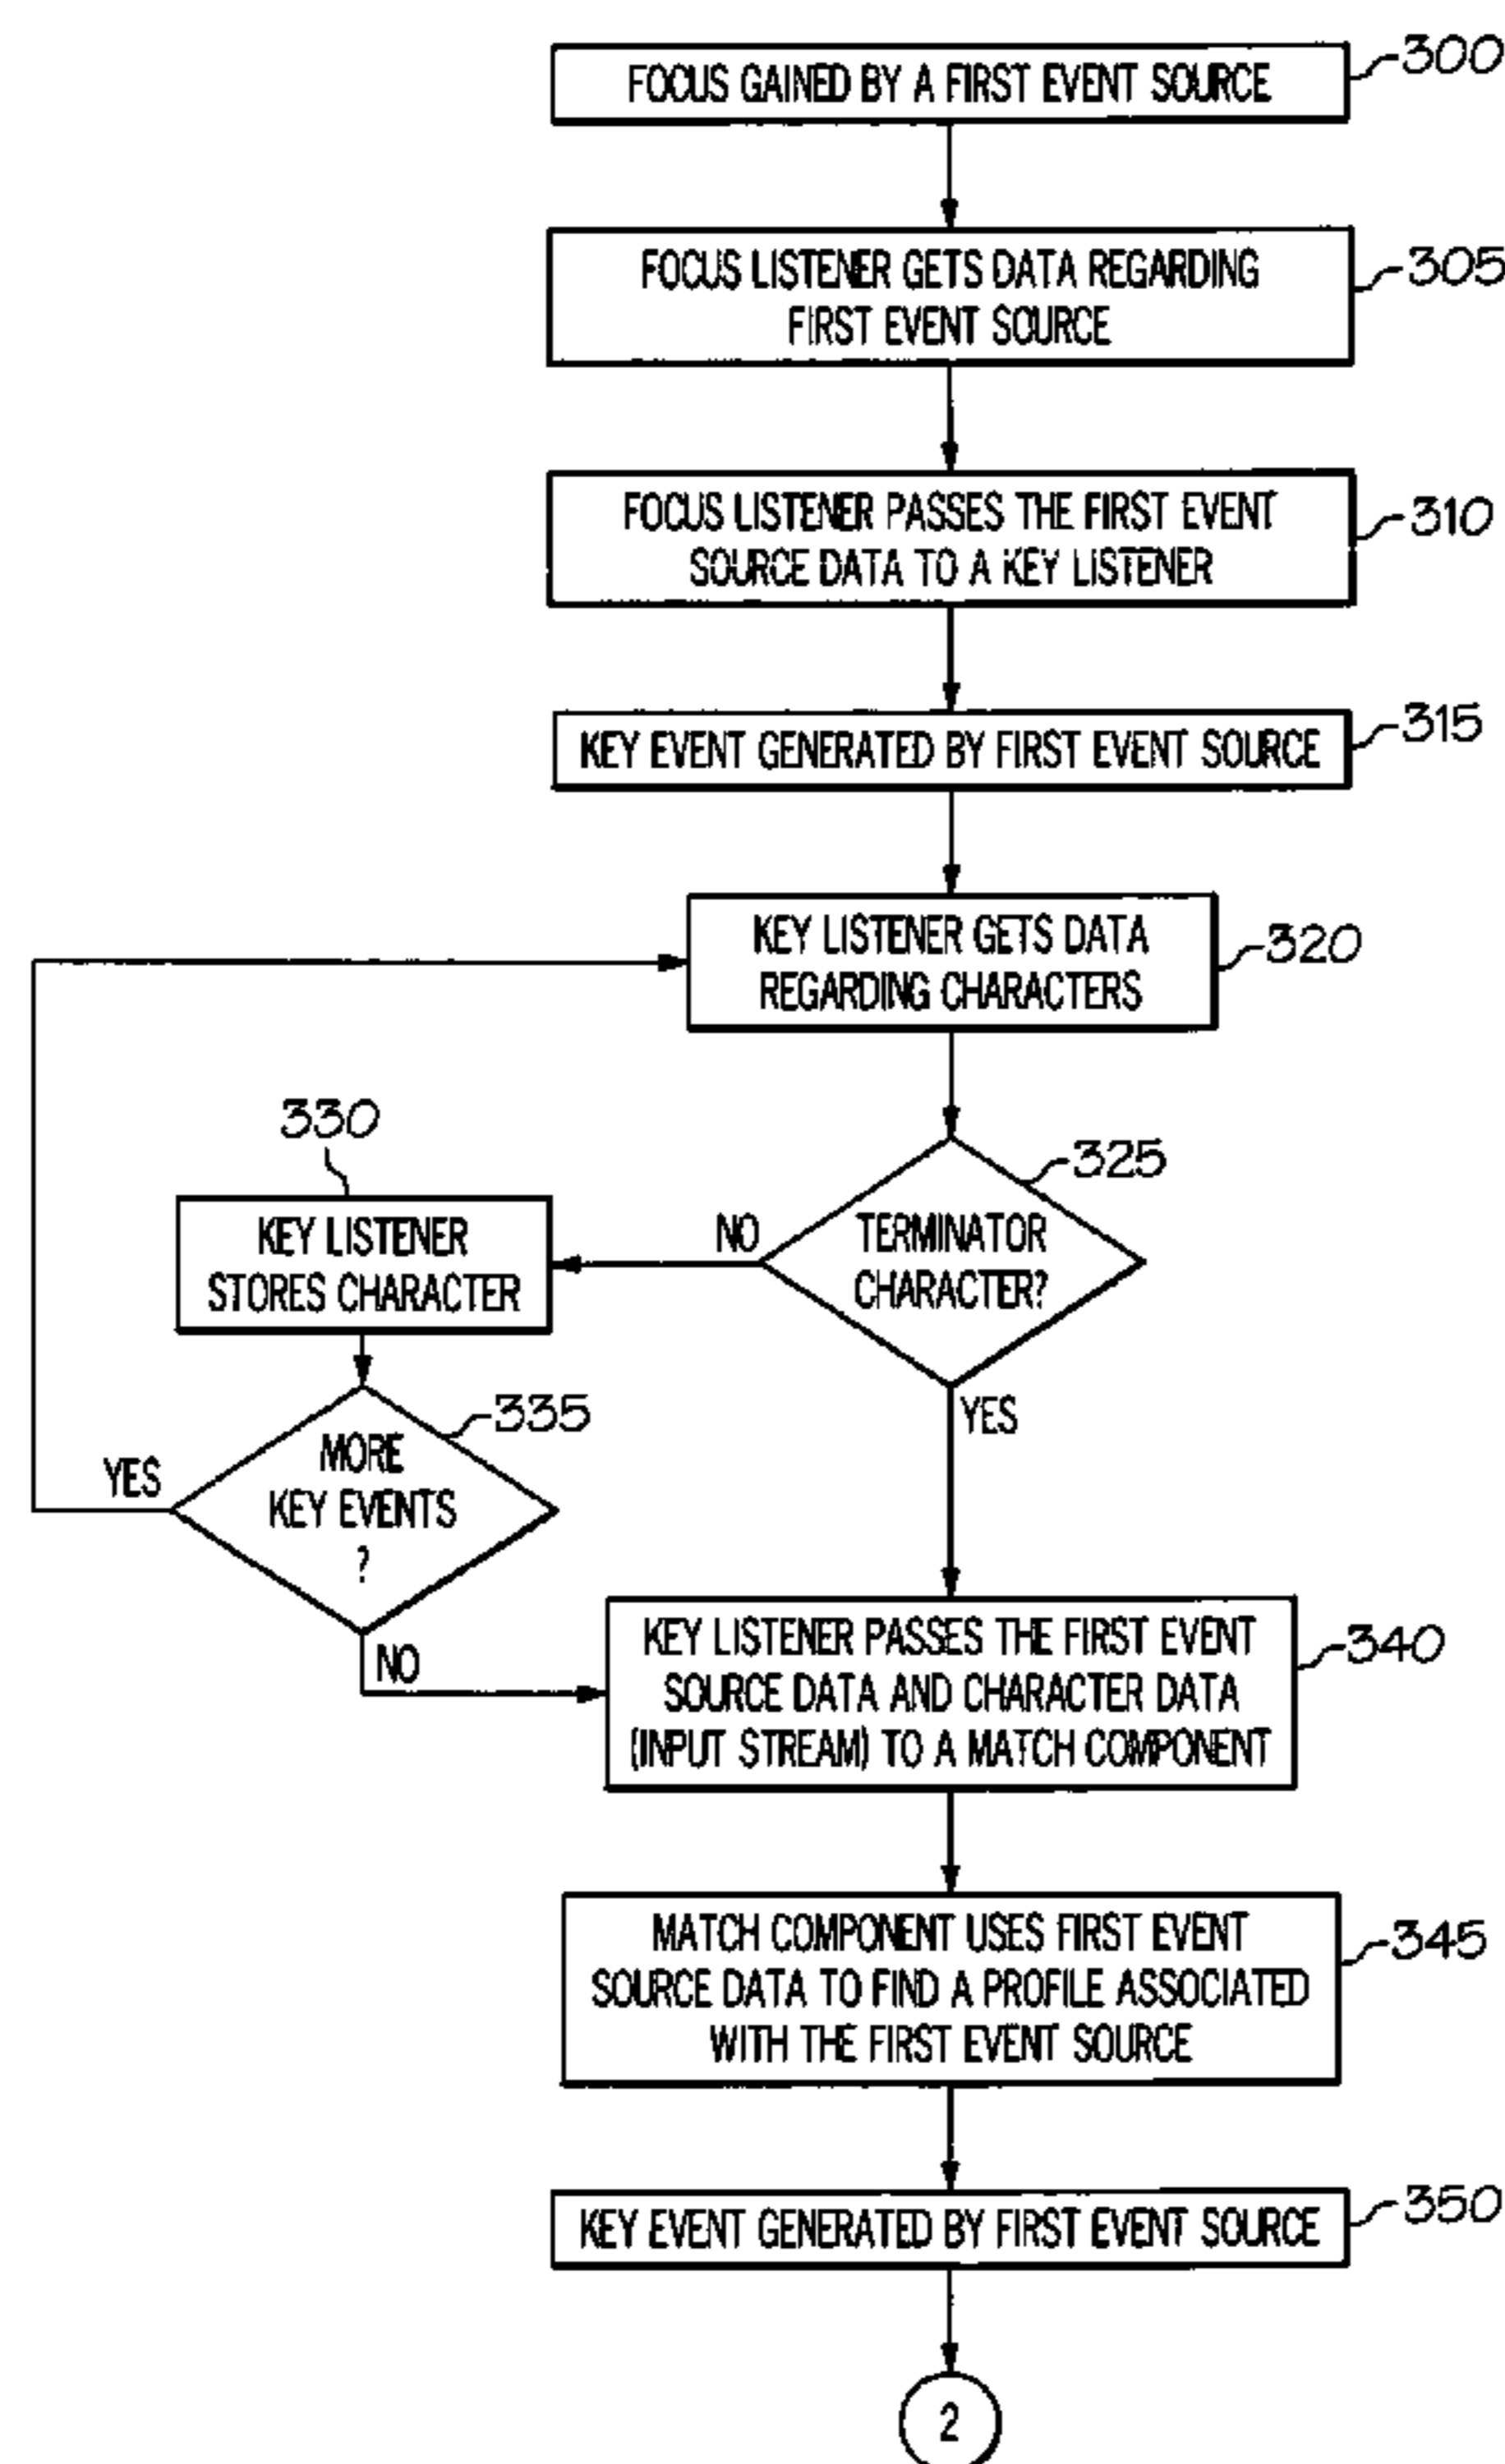 FOCUS GAINED BY A FIRST EVENT SOURCE
300
FOCUS LISTENER GETS DATA REGARDING
FIRST EVENT SOURCE
305
FOCUS LISTENER PASSES THE FIRST EVENT
SOURCE DATA TO A KEY LISTENER
310
KEY EVENT GENERATED BY FIRST EVENT SOURCE
315
KEY LISTENER GETS DATA
REGARDING CHARACTERS
320
330
KEY LISTENER
STORES CHARACTER
NO
TERMINATOR
CHARACTER?
325
YES
YES
MORE
KEY EVENTS
?
335
NO
KEY LISTENER PASSES THE FIRST EVENT
SOURCE DATA AND CHARACTER DATA
(INPUT STREAM) TO A MATCH COMPONENT
340
MATCH COMPONENT USES FIRST EVENT
SOURCE DATA TO FIND A PROFILE ASSOCIATED
WITH THE FIRST EVENT SOURCE
345
KEY EVENT GENERATED BY FIRST EVENT SOURCE
350
2